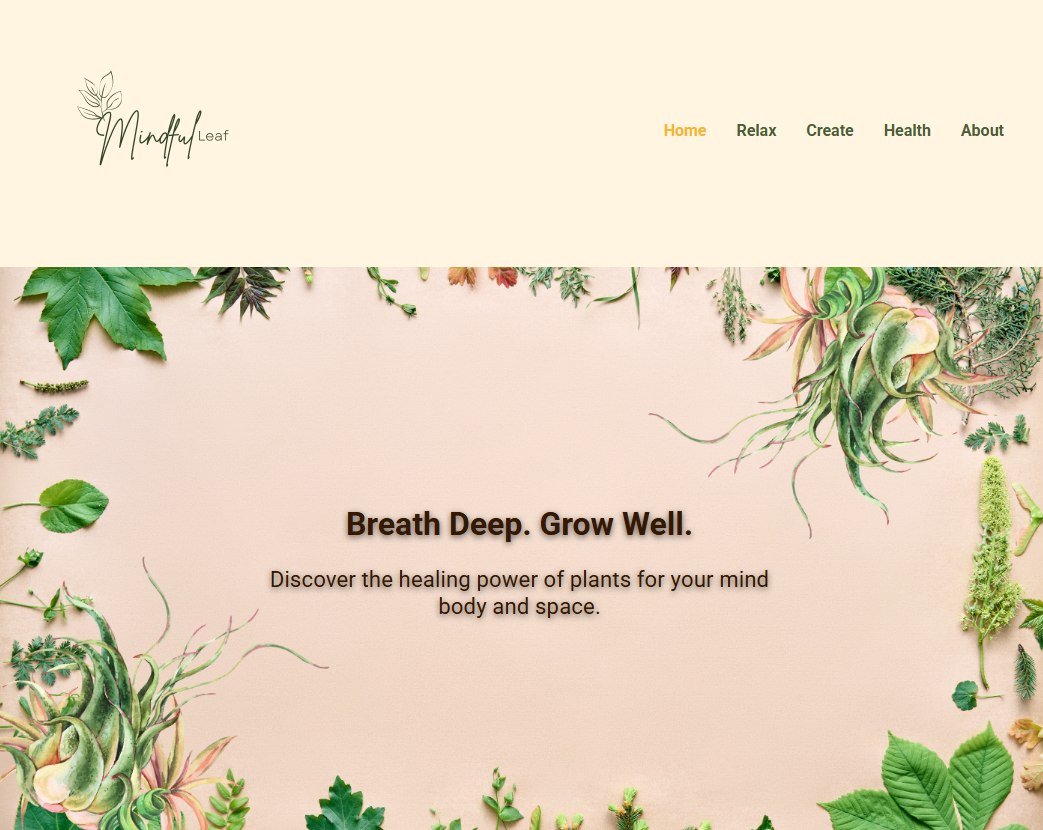 Mindful Leaf
Home Relax Create Health About
Breath Deep. Grow Well.
Discover the healing power of plants for your mind
body and space.